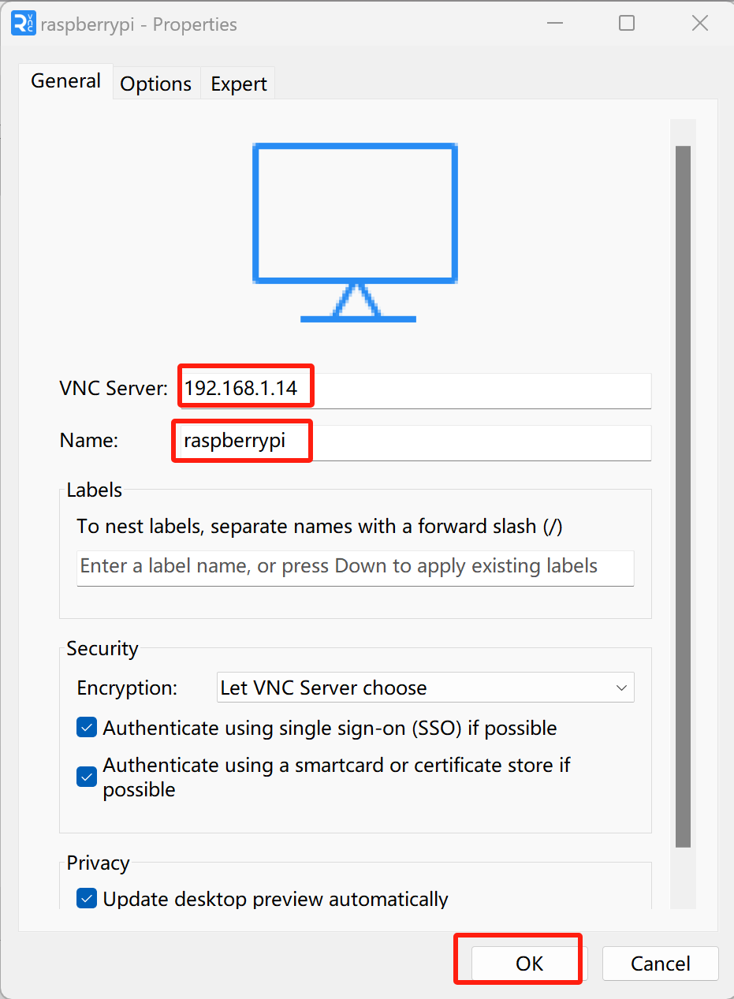 raspberrypi - Properties
General
Options
Expert
VNC Server:
192.168.1.14
Name:
raspberrypi
Labels
To nest labels, separate names with a forward slash (/)
Enter a label name, or press Down to apply existing labels
Security
Encryption:
Let VNC Server choose
Authenticate using single sign-on (SSO) if possible
Authenticate using a smartcard or certificate store if
possible
Privacy
Update desktop preview automatically
OK
Cancel